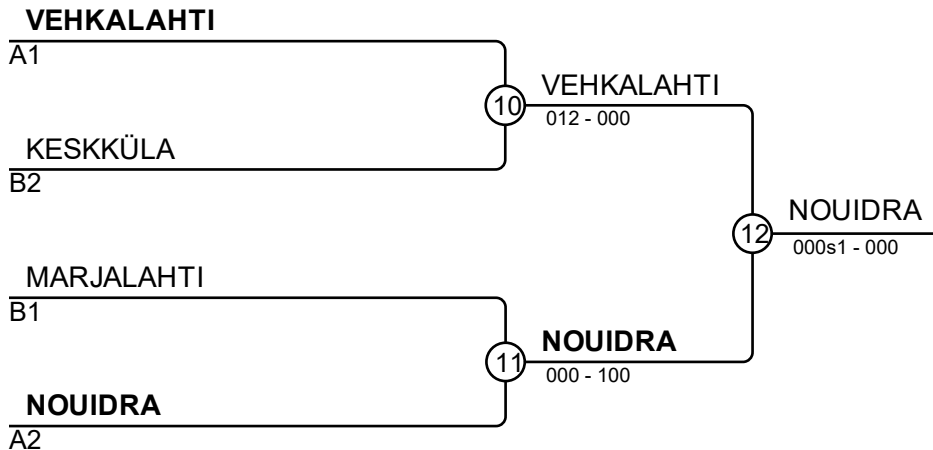 VEHKALAHTI
A1
10
VEHKALAHTI
012 - 000
KESKKÜLA
B2
12
NOUIDRA
000s1 - 000
MARJALAHTI
B1
11
NOUIDRA
000 - 100
NOUIDRA
A2